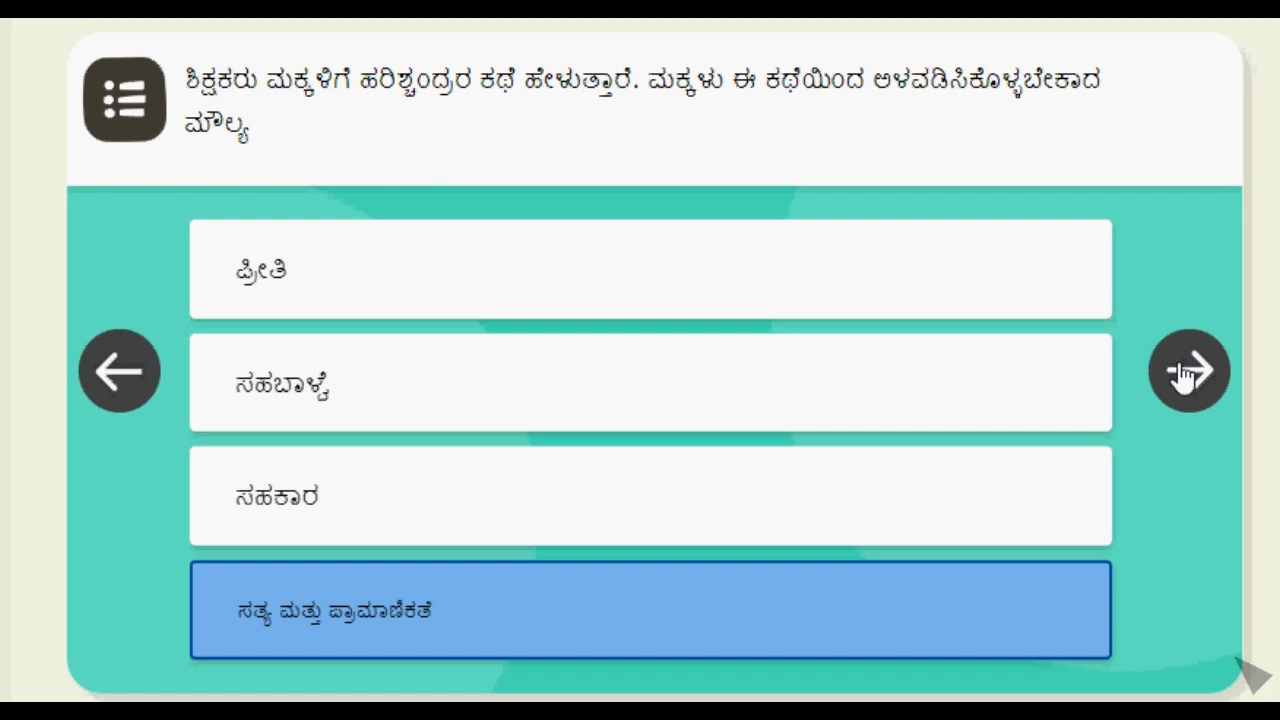 ಶಿಕ್ಷಕರು ಮಕ್ಕಳಿಗೆ ಹರಿಶ್ಚಂದ್ರರ ಕಥೆ ಹೇಳುತ್ತಾರೆ. ಮಕ್ಕಳು ಈ ಕಥೆಯಿಂದ ಅಳವಡಿಸಿಕೊಳ್ಳಬೇಕಾದ
ಮೌಲ್ಯ
ಪ್ರೀತಿ
ಸಹಬಾಳ್ವೆ
ಸಹಕಾರ
ಸತ್ಯ ಮತ್ತು ಪ್ರಾಮಾಣಿಕತೆ